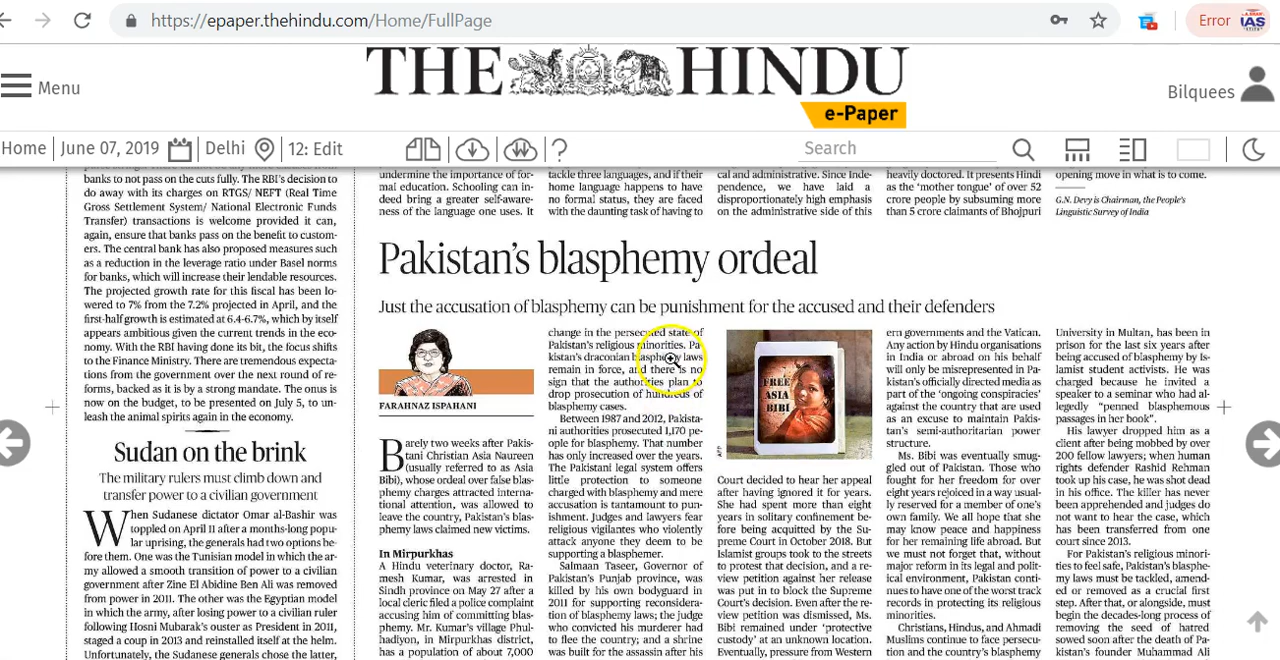 https://epaper.thehindu.com/Home/FullPage
Error
IAS
Menu
THE HINDU
e-Paper
Bilquees
Home
June 07, 2019
Delhi
12: Edit
?
Search
banks to not pass on the cuts fully. The RBI's decision to
do away with its charges on RTGS/ NEFT (Real Time
Gross Settlement System/ National Electronic Funds
Transfer) transactions is welcome provided it can,
again, ensure that banks pass on the benefit to custom-
ers. The central bank has also proposed measures such
as a reduction in the leverage ratio under Basel norms
for banks, which will increase their lendable resources.
The projected growth rate for this fiscal has been lo-
wered to 7% from the 7.2% projected in April, and the
first-half growth is estimated at 6.4-6.7%, which by itself
appears ambitious given the current trends in the eco-
nomy. With the RBI having done its bit, the focus shifts
to the Finance Ministry. There are tremendous expecta-
tions from the government over the next round of re-
forms, backed as it is by a strong mandate. The onus is
now on the budget, to be presented on July 5, to un-
leash the animal spirits again in the economy.
Sudan on the brink
The military rulers must climb down and
transfer power to a civilian government
When Sudanese dictator Omar al-Bashir was
toppled on April 11 after a months-long popu-
lar uprising, the generals had two options be-
fore them. One was the Tunisian model in which the ar-
my allowed a smooth transition of power to a civilian
government after Zine El Abidine Ben Ali was removed
from power in 2011. The other was the Egyptian model
in which the army, after losing power to a civilian ruler
following Hosni Mubarak's ouster as President in 2011,
staged a coup in 2013 and reinstalled itself at the helm.
Unfortunately, the Sudanese generals chose the latter,
undermine the importance of for-
mal education. Schooling can in-
deed bring a greater self-aware-
ness of the language one uses. It
tackle three languages, and if their
home language happens to have
no formal status, they are faced
with the daunting task of having to
cal and administrative. Since Inde-
pendence, we have laid a
disproportionately high emphasis
on the administrative side of this
heavily doctored. It presents Hindi
as the 'mother tongue' of over 52
crore people by subsuming more
than 5 crore claimants of Bhojpuri
opening move in what is to come.
G.N. Devy is Chairman, the People's
Linguistic Survey of India
Pakistan's blasphemy ordeal
Just the accusation of blasphemy can be punishment for the accused and their defenders
FARAHNAZ ISPAHANI
Barely two weeks after Pakis-
tani Christian Asia Naureen
(usually referred to as Asia
Bibi), whose ordeal over false blas-
phemy charges attracted interna-
tional attention, was allowed to
leave the country, Pakistan's blas-
phemy laws claimed new victims.
In Mirpurkhas
A Hindu veterinary doctor, Ra-
mesh Kumar, was arrested in
Sindh province on May 27 after a
local cleric filed a police complaint
accusing him of committing blas-
phemy. Mr. Kumar's village Phul-
hadiyon, in Mirpurkhas district,
has a population of about 7,000
change in the persecuted state of
Pakistan's religious minorities. Pa-
kistan's draconian blasphemy laws
remain in force, and there is no
sign that the authorities plan to
drop prosecution of hundreds of
blasphemy cases.
Between 1987 and 2012, Pakista-
ni authorities prosecuted 1,170 peo-
ple for blasphemy. That number
has only increased over the years.
The Pakistani legal system offers
little protection to someone
charged with blasphemy and mere
accusation is tantamount to pun-
ishment. Judges and lawyers fear
religious vigilantes who violently
attack anyone they deem to be
supporting a blasphemer.
Salmaan Taseer, Governor of
Pakistan's Punjab province, was
killed by his own bodyguard in
2011 for supporting reconsidera-
tion of blasphemy laws; the judge
who convicted his murderer had
to flee the country; and a shrine
was built for the assassin after his
FREE
ASIA
BIBI
AFP
Court decided to hear her appeal
after having ignored it for years.
She had spent more than eight
years in solitary confinement be-
fore being acquitted by the Su-
preme Court in October 2018. But
Islamist groups took to the streets
to protest that decision, and a re-
view petition against her release
was put in to block the Supreme
Court's decision. Even after the re-
view petition was dismissed, Ms.
Bibi remained under 'protective
custody' at an unknown location.
Eventually, pressure from Western
ern governments and the Vatican.
Any action by Hindu organisations
in India or abroad on his behalf
will only be misrepresented in Pa-
kistan's officially directed media as
part of the 'ongoing conspiracies'
against the country that are used
as an excuse to maintain Pakis-
tan's semi-authoritarian power
structure.
Ms. Bibi was eventually smug-
gled out of Pakistan. Those who
fought for her freedom for over
eight years rejoiced in a way usual-
ly reserved for a member of one's
own family. We all hope that she
may know peace and happiness
for her remaining life abroad. But
we must not forget that, without
major reform in its legal and polit-
ical environment, Pakistan conti-
nues to have one of the worst track
records in protecting its religious
minorities.
Christians, Hindus, and Ahmadi
Muslims continue to face persecu-
tion and the country's blasphemy
University in Multan, has been in
prison for the last six years after
being accused of blasphemy by Is-
lamist student activists. He was
charged because he invited a
speaker to a seminar who had al-
legedly "penned blasphemous
passages in her book".
His lawyer dropped him as a
client after being mobbed by over
200 fellow lawyers; when human
rights defender Rashid Rehman
took up his case, he was shot dead
in his office. The killer has never
been apprehended and judges do
not want to hear the case, which
has been transferred from one
court since 2013.
For Pakistan's religious minori-
ties to feel safe, Pakistan's blasphe-
my laws must be tackled, amend-
ed or removed as a crucial first
step. After that, or alongside, must
begin the decades-long process of
removing the seed of hatred
sowed soon after the death of Pa-
kistan's founder Muhammad Ali